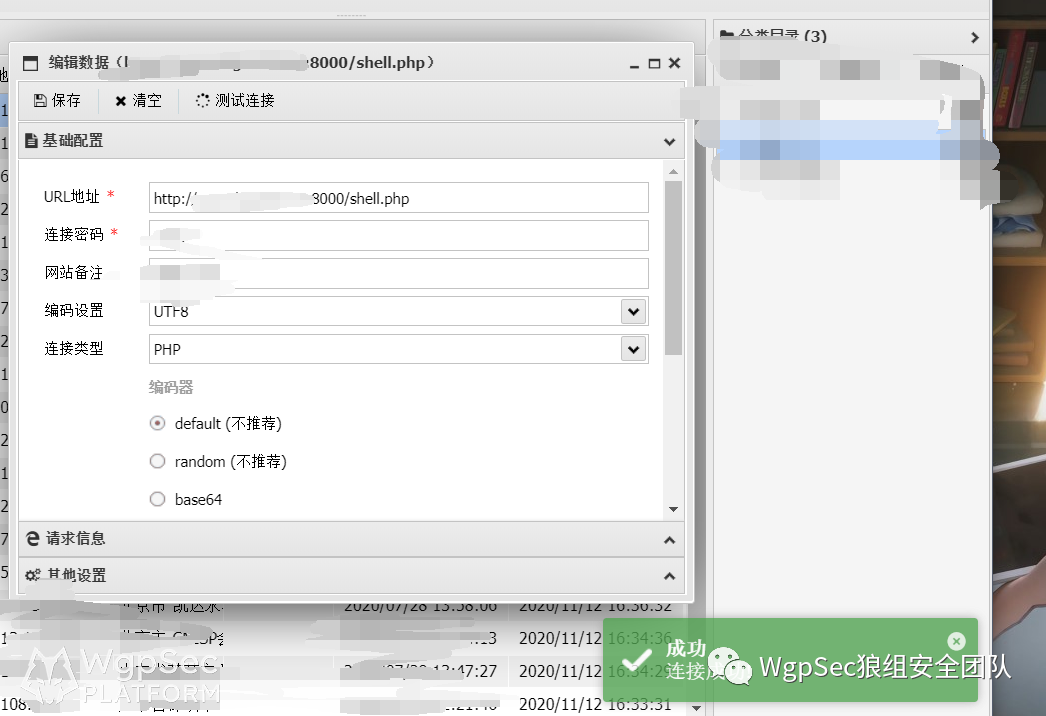 分类目录 (3)
编辑数据 (
:8000/shell.php)
保存
清空
测试连接
基础配置
URL地址 *
http://
8000/shell.php
连接密码 *
网站备注
编码设置
UTF8
连接类型
PHP
编码器
default (不推荐)
random (不推荐)
base64
请求信息
其他设置
2020/07/28 13:58:06
2020/11/12 16:36:32
2020/11/12 16:34:36
13:47:27
2020/11/12 16:34:29
108.
2020/11/12 16:33:31
成功
连接
WgpSec狼组安全团队
WgpSec
PLATFORM